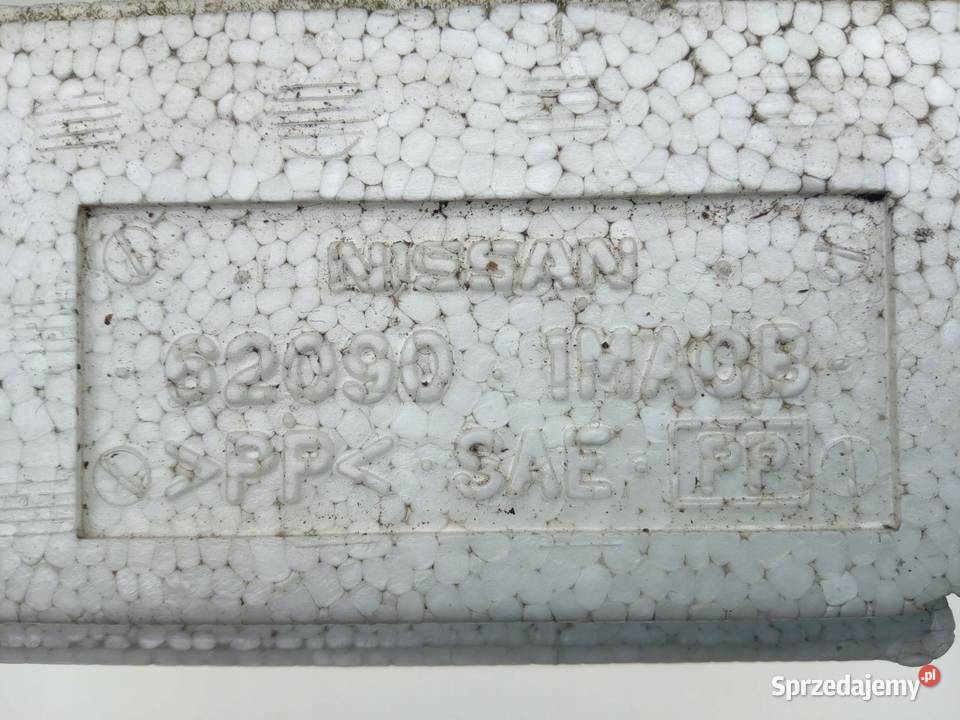 NISSAN
62090 1MA0B
>PP< SAE PP
Sprzedajemy.pl